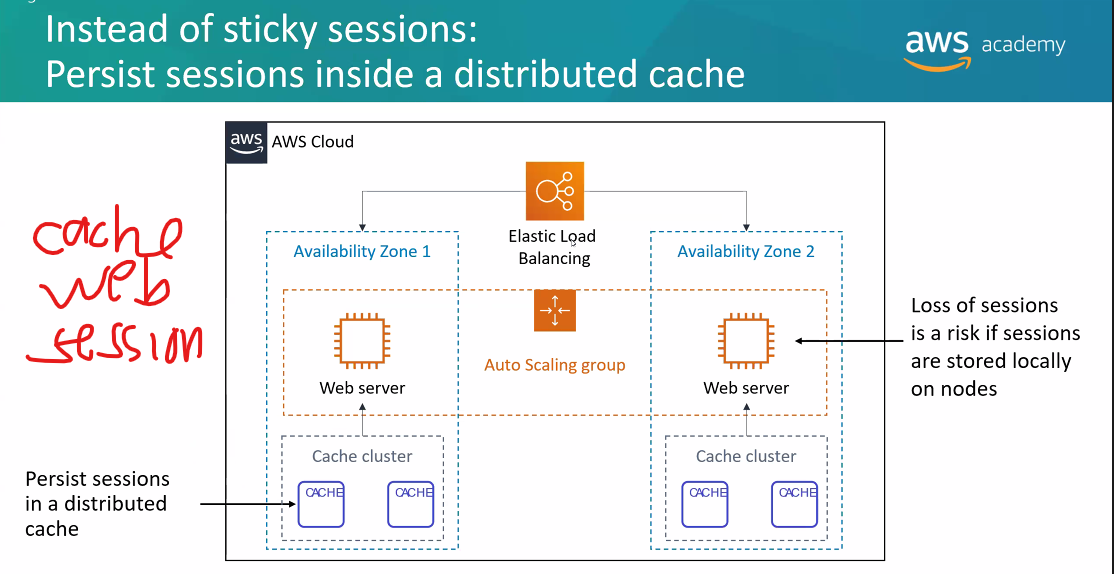 Instead of sticky sessions:
Persist sessions inside a distributed cache
aws academy
aws AWS Cloud
Elastic Load
Balancing
Availability Zone 1
Availability Zone 2
cache
web
session
Web server
Auto Scaling group
Web server
Loss of sessions
is a risk if sessions
are stored locally
on nodes
Cache cluster
Cache cluster
Persist sessions
in a distributed
cache
CACHE
CACHE
CACHE
CACHE